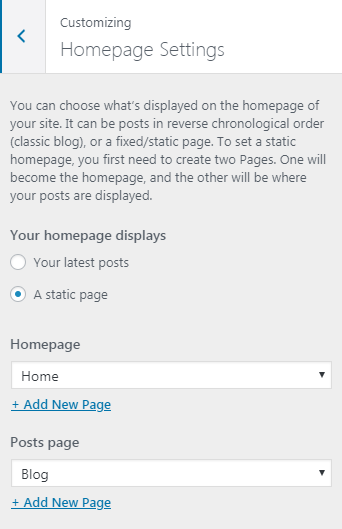 Customizing
Homepage Settings
You can choose what's displayed on the homepage of
your site. It can be posts in reverse chronological order
(classic blog), or a fixed/static page. To set a static
homepage, you first need to create two Pages. One will
become the homepage, and the other will be where
your posts are displayed.
Your homepage displays
Your latest posts
A static page
Homepage
Home
+ Add New Page
Posts page
Blog
+ Add New Page